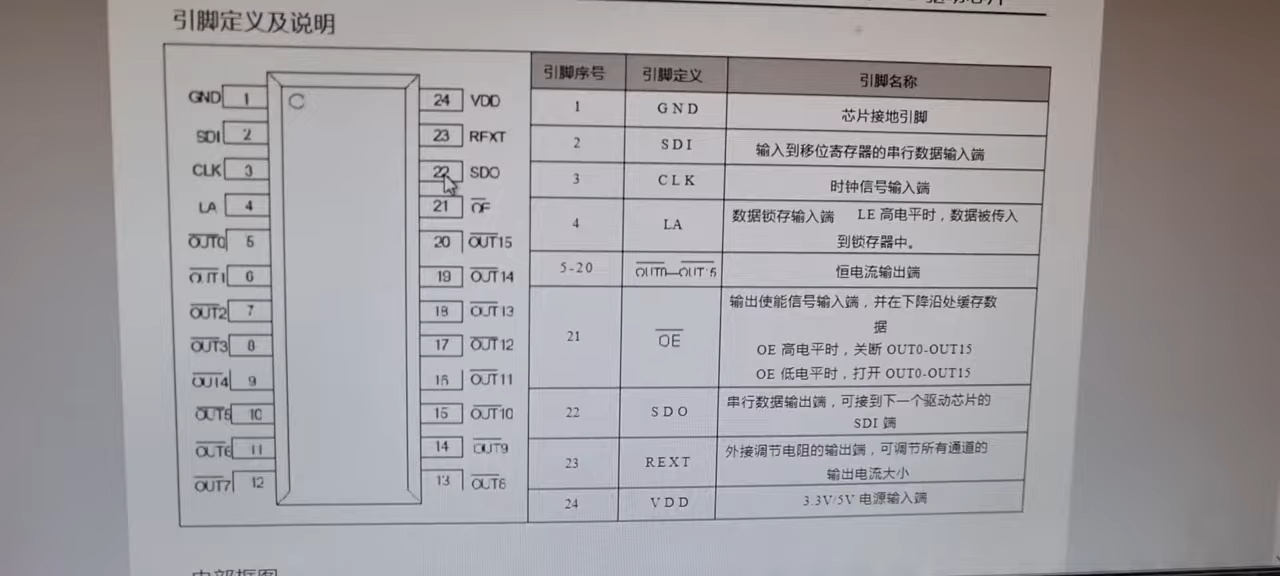 引脚定义及说明
GND 1
SDI 2
CLK 3
LA 4
OUT0 5
OUT1 6
OUT2 7
OUT3 8
OUT4 9
OUT5 10
OUT6 11
OUT7 12
24 VDD
23 RFXT
22 SDO
21 OE
20 OUT15
19 OUT14
18 OUT13
17 OUT12
16 OUT11
15 OUT10
14 OUT9
13 OUT8
引脚序号 引脚定义 引脚名称
1 GND 芯片接地引脚
2 SDI 输入到移位寄存器的串行数据输入端
3 CLK 时钟信号输入端
4 LA 数据锁存输入端 LE 高电平时，数据被传入
到锁存器中。
5-20 OUT0—OUT15 恒电流输出端
21 OE 输出使能信号输入端，并在下降沿处缓存数
据
OE 高电平时，关断 OUT0-OUT15
OE 低电平时，打开 OUT0-OUT15
22 SDO 串行数据输出端，可接到下一个驱动芯片的
SDI 端
23 REXT 外接调节电阻的输出端，可调节所有通道的
输出电流大小
24 VDD 3.3V/5V 电源输入端
内部框图